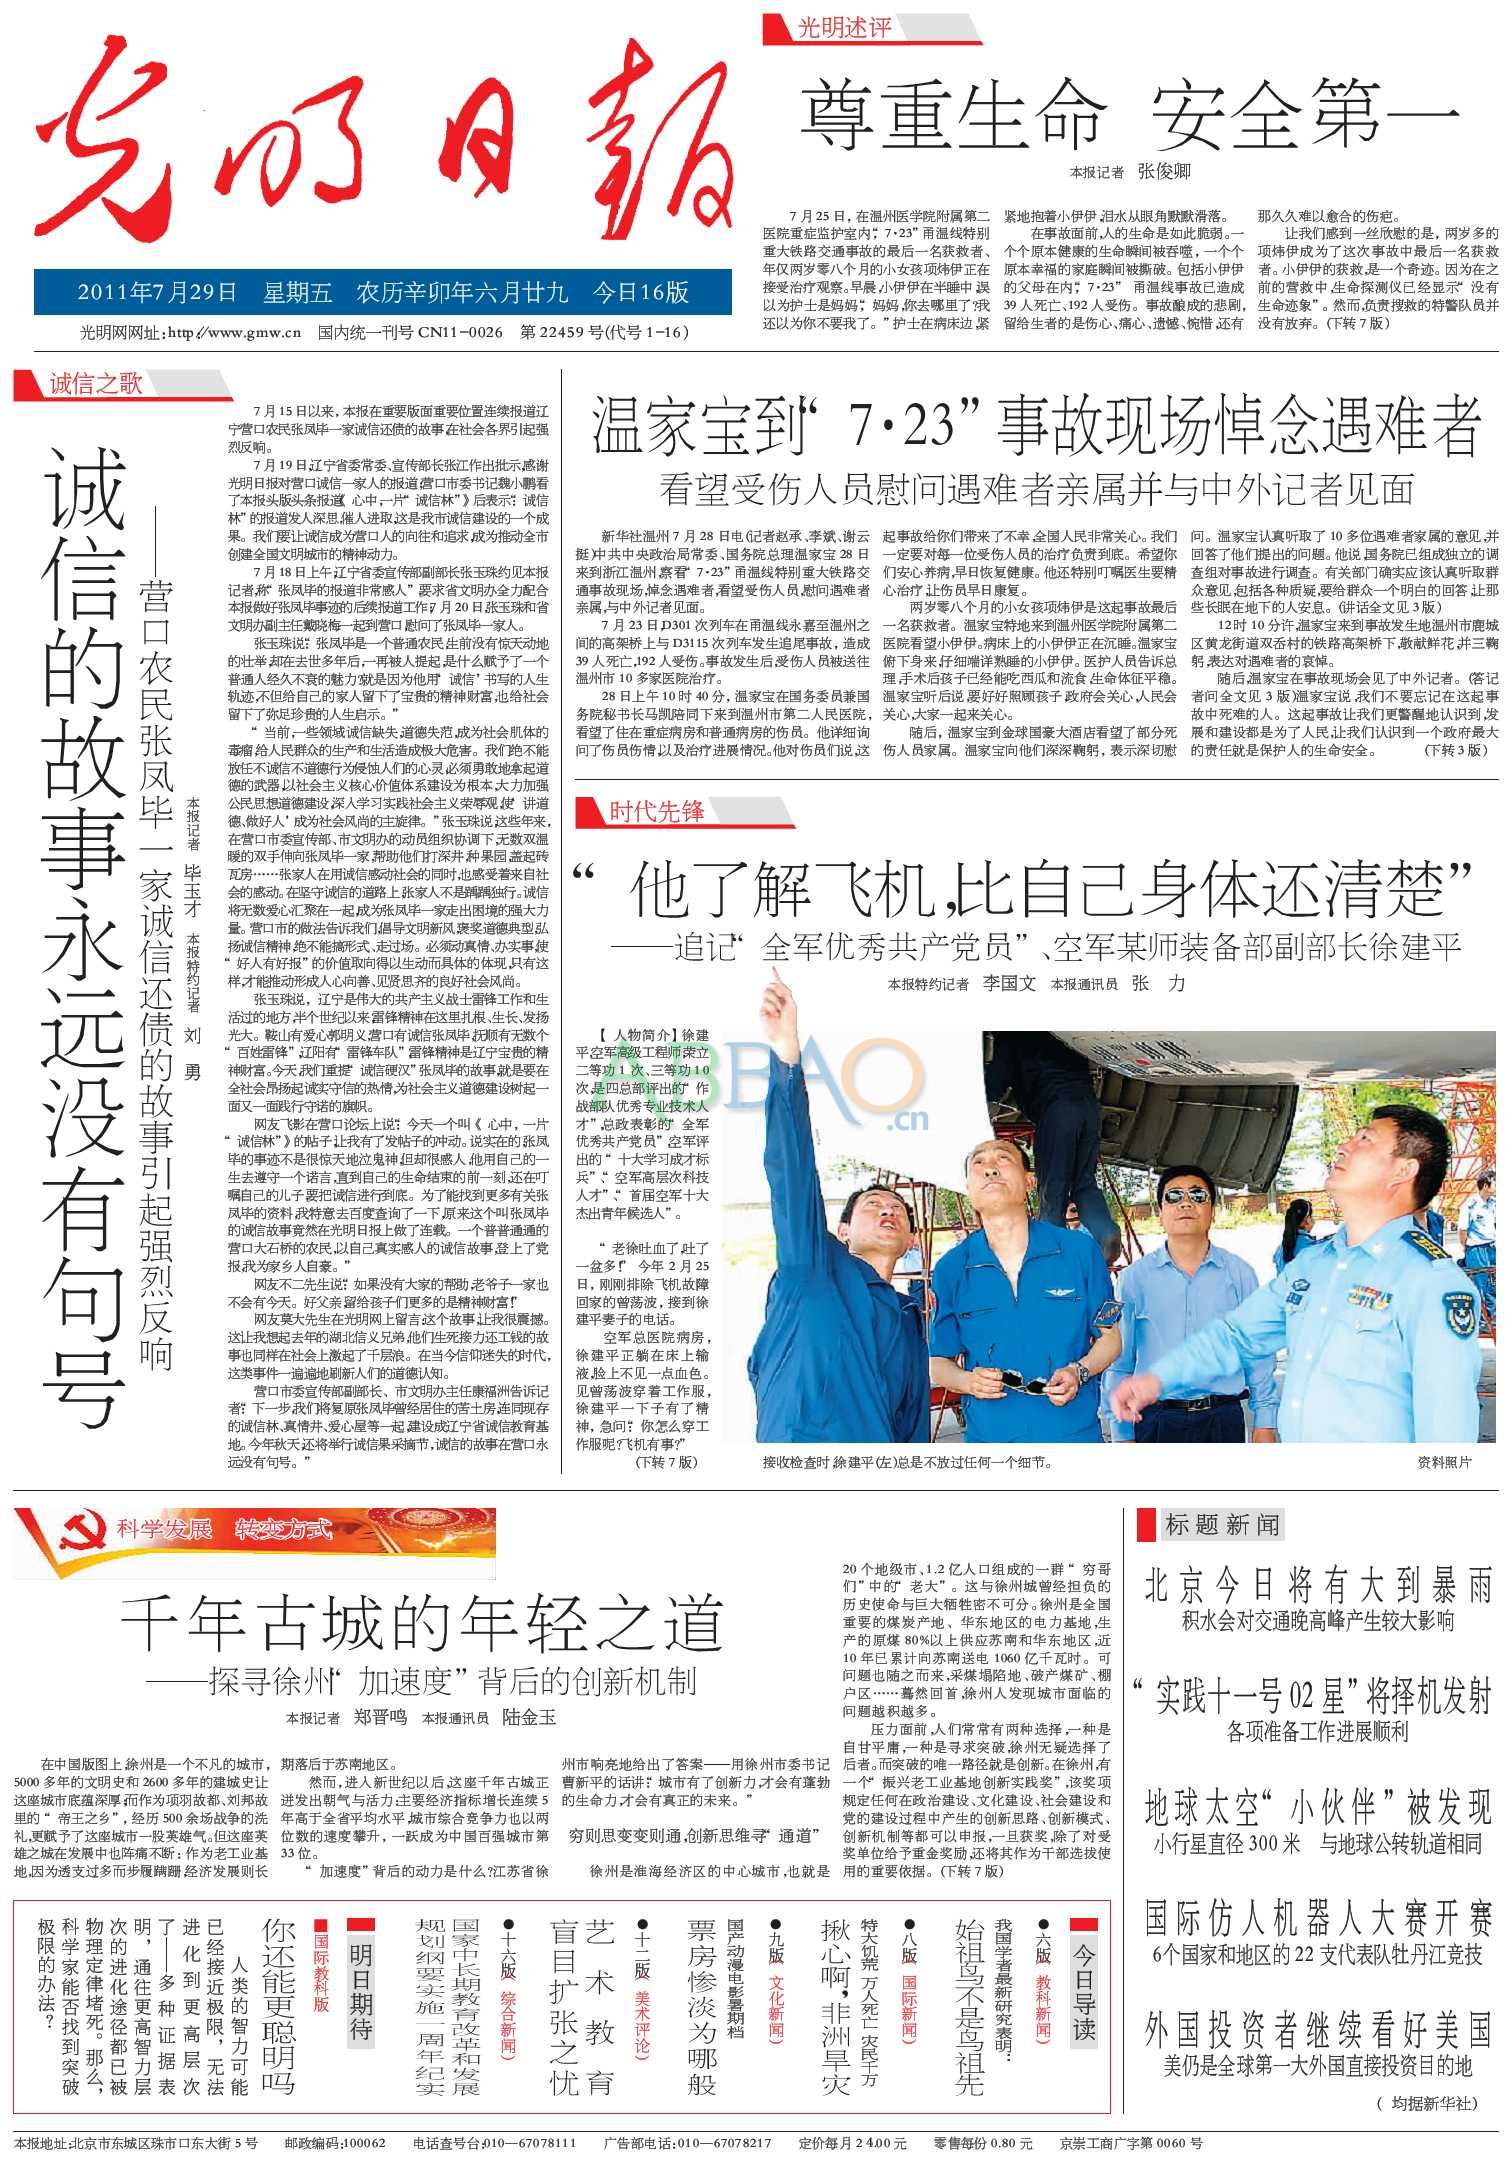 光明日报
2011年7月29日 星期五 农历辛卯年六月廿九 今日16版
光明网网址:http://www.gmw.cn 国内统一刊号CN11-0026 第22459号(代号1-16)
光明述评
尊重生命 安全第一
本报记者 张俊卿
7月25日,在温州医学院附属第二
医院重症监护室内,“7·23”甬温线特别
重大铁路交通事故的最后一名获救者、
年仅两岁零八个月的小女孩项炜伊正在
接受治疗观察。早晨,小伊伊在半睡中,误
以为护士是妈妈,“妈妈,你去哪里了?我
还以为你不要我了。”护士在病床边,紧
紧地抱着小伊伊,泪水从眼角默默滑落。
在事故面前,人的生命是如此脆弱。一
个个原本健康的生命瞬间被吞噬,一个个
原本幸福的家庭瞬间被撕破。包括小伊伊
的父母在内,“7·23”甬温线事故已造成
39人死亡、192人受伤。事故酿成的悲剧,
留给生者的是伤心、痛心、遗憾、惋惜,还有
那久久难以愈合的伤疤。
让我们感到一丝欣慰的是,两岁多的
项炜伊成为了这次事故中最后一名获救
者。小伊伊的获救,是一个奇迹。因为在之
前的营救中,生命探测仪已经显示“没有
生命迹象”。然而,负责搜救的特警队员并
没有放弃。(下转7版)
诚信之歌
诚信的故事永远没有句号
——营口农民张凤毕一家诚信还债的故事引起强烈反响
本报记者 毕玉才 本报特约记者 刘 勇
7月15日以来,本报在重要版面重要位置连续报道辽
宁营口农民张凤毕一家诚信还债的故事,在社会各界引起强
烈反响。
7月19日,辽宁省委常委、宣传部长张江作出批示,感谢
光明日报对营口诚信一家人的报道;营口市委书记魏小鹏看
了本报头版头条报道《心中,一片“诚信林”》后表示:“诚信
林”的报道发人深思,催人进取,这是我市诚信建设的一个成
果。我们要让诚信成为营口人的向往和追求,成为推动全市
创建全国文明城市的精神动力。
7月18日上午,辽宁省委宣传部副部长张玉珠约见本报
记者,称“张凤毕的报道非常感人”,要求省文明办全力配合
本报做好张凤毕事迹的后续报道工作;7月20日,张玉珠和省
文明办副主任戴晓梅一起到营口,慰问了张凤毕一家人。
张玉珠说:“张凤毕是一个普通农民,生前没有惊天动地
的壮举,却在去世多年后,一再被人提起,是什么赋予了一个
普通人经久不衰的魅力?就是因为他用‘诚信’书写的人生
轨迹,不但给自己的家人留下了宝贵的精神财富,也给社会
留下了弥足珍贵的人生启示。”
“当前,一些领域诚信缺失,道德失范,成为社会肌体的
毒瘤,给人民群众的生产和生活造成极大危害。我们绝不能
放任不诚信不道德行为侵蚀人们的心灵,必须勇敢地拿起道
德的武器,以社会主义核心价值体系建设为根本,大力加强
公民思想道德建设,深入学习实践社会主义荣辱观,使‘讲道
德、做好人’成为社会风尚的主旋律。”张玉珠说,这些年来,
在营口市委宣传部、市文明办的动员组织协调下,无数双温
暖的双手伸向张凤毕一家,帮助他们打深井,种果园,盖起砖
瓦房……张家人在用诚信感动社会的同时,也感受着来自社
会的感动。在坚守诚信的道路上,张家人不是踽踽独行。诚信
将无数爱心汇聚在一起,成为张凤毕一家走出困境的强大力
量。营口市的做法告诉我们,倡导文明新风,褒奖道德典型,弘
扬诚信精神,绝不能搞形式、走过场。必须动真情、办实事,使
“好人有好报”的价值取向得以生动而具体的体现,只有这
样,才能推动形成人心向善、见贤思齐的良好社会风尚。
张玉珠说,辽宁是伟大的共产主义战士雷锋工作和生
活过的地方,半个世纪以来,雷锋精神在这里扎根、生长、发扬
光大。鞍山有爱心郭明义,营口有诚信张凤毕,抚顺有无数个
“百姓雷锋”,辽阳有“雷锋车队”,雷锋精神是辽宁宝贵的精
神财富。今天,我们重提“诚信硬汉”张凤毕的故事,就是要在
全社会昂扬起诚实守信的热情,为社会主义道德建设树起一
面又一面践行守诺的旗帜。
网友飞影在营口论坛上说:“今天一个叫《心中,一片
“诚信林”》的帖子,让我有了发帖子的冲动。说实在的,张凤
毕的事迹不是很惊天地泣鬼神,但却很感人,他用自己的一
生去遵守一个诺言,直到自己的生命结束的前一刻,还在叮
嘱自己的儿子,要把诚信进行到底。为了能找到更多有关张
凤毕的资料,我特意去百度查询了一下,原来这个叫张凤毕
的诚信故事竟然在光明日报上做了连载。一个普普通通的
营口大石桥的农民,以自己真实感人的诚信故事,登上了党
报,我为家乡人自豪。”
网友不二先生说:“如果没有大家的帮助,老爷子一家也
不会有今天。好父亲,留给孩子们更多的是精神财富!”
网友莫大先生在光明网上留言,这个故事,让我很震撼。
这让我想起去年的湖北信义兄弟,他们生死接力还工钱的故
事也同样在社会上激起了千层浪。在当今信仰迷失的时代,
这类事件一遍遍地刷新人们的道德认知。
营口市委宣传部副部长、市文明办主任康福洲告诉记
者:“下一步,我们将复原张凤毕曾经居住的苦土房,连同现存
的诚信林、真情井、爱心屋等一起,建设成辽宁省诚信教育基
地。今年秋天,还将举行诚信果采摘节,诚信的故事在营口永
远没有句号。”
温家宝到“7·23”事故现场悼念遇难者
看望受伤人员慰问遇难者亲属并与中外记者见面
新华社温州7月28日电(记者赵承、李斌、谢云
挺)中共中央政治局常委、国务院总理温家宝28日
来到浙江温州,察看“7·23”甬温线特别重大铁路交
通事故现场,悼念遇难者,看望受伤人员,慰问遇难者
亲属,与中外记者见面。
7月23日,D301次列车在甬温线永嘉至温州之
间的高架桥上与D3115次列车发生追尾事故,造成
39人死亡,192人受伤。事故发生后,受伤人员被送往
温州市10多家医院治疗。
28日上午10时40分,温家宝在国务委员兼国
务院秘书长马凯陪同下来到温州市第二人民医院,
看望了住在重症病房和普通病房的伤员。他详细询
问了伤员伤情,以及治疗进展情况。他对伤员们说,这
起事故给你们带来了不幸,全国人民非常关心。我们
一定要对每一位受伤人员的治疗负责到底。希望你
们安心养病,早日恢复健康。他还特别叮嘱医生要精
心治疗,让伤员早日康复。
两岁零八个月的小女孩项炜伊是这起事故最后
一名获救者。温家宝特地来到温州医学院附属第二
医院看望小伊伊。病床上的小伊伊正在沉睡。温家宝
俯下身来,仔细端详熟睡的小伊伊。医护人员告诉总
理,手术后孩子已经能吃西瓜和流食,生命体征平稳。
温家宝听后说,要好好照顾孩子,政府会关心,人民会
关心,大家一起来关心。
随后,温家宝到金球国豪大酒店看望了部分死
伤人员家属。温家宝向他们深深鞠躬,表示深切慰
问。温家宝认真听取了10多位遇难者家属的意见,并
回答了他们提出的问题。他说,国务院已组成独立的调
查组对事故进行调查。有关部门确实应该认真听取群
众意见,包括各种质疑,要给群众一个明白的回答,让那
些长眠在地下的人安息。(讲话全文见3版)
12时10分许,温家宝来到事故发生地温州市鹿城
区黄龙街道双岙村的铁路高架桥下,敬献鲜花,并三鞠
躬,表达对遇难者的哀悼。
随后,温家宝在事故现场会见了中外记者。(答记
者问全文见3版)温家宝说,我们不要忘记在这起事
故中死难的人。这起事故让我们更警醒地认识到,发
展和建设都是为了人民,让我们认识到一个政府最大
的责任就是保护人的生命安全。 (下转3版)
时代先锋
“他了解飞机,比自己身体还清楚”
——追记“全军优秀共产党员”、空军某师装备部副部长徐建平
本报特约记者 李国文 本报通讯员 张 力
【人物简介】徐建
平,空军高级工程师,荣立
二等功1次、三等功10
次,是四总部评出的“作
战部队优秀专业技术人
才”,总政表彰的“全军
优秀共产党员”,空军评
出的“十大学习成才标
兵”、“空军高层次科技
人才”、“首届空军十大
杰出青年候选人”。
“老徐吐血了,吐了
一盆多!”今年2月25
日,刚刚排除飞机故障
回家的曾荡波,接到徐
建平妻子的电话。
空军总医院病房,
徐建平正躺在床上输
液,脸上不见一点血色。
见曾荡波穿着工作服,
徐建平一下子有了精
神,急问:“你怎么穿工
作服呢?飞机有事?”
(下转7版)
ABBAO.cn
接收检查时,徐建平(左)总是不放过任何一个细节。 资料照片
科学发展 转变方式
千年古城的年轻之道
——探寻徐州“加速度”背后的创新机制
本报记者 郑晋鸣 本报通讯员 陆金玉
在中国版图上,徐州是一个不凡的城市,
5000多年的文明史和2600多年的建城史让
这座城市底蕴深厚;而作为项羽故都、刘邦故
里的“帝王之乡”,经历500余场战争的洗
礼,更赋予了这座城市一股英雄气。但这座英
雄之城在发展中也阵痛不断:作为老工业基
地,因为透支过多而步履蹒跚,经济发展则长
期落后于苏南地区。
然而,进入新世纪以后,这座千年古城正
迸发出朝气与活力:主要经济指标增长连续5
年高于全省平均水平,城市综合竞争力也以两
位数的速度攀升,一跃成为中国百强城市第
33位。
“加速度”背后的动力是什么?江苏省徐
州市响亮地给出了答案——用徐州市委书记
曹新平的话讲:“城市有了创新力,才会有蓬勃
的生命力,才会有真正的未来。”
穷则思变变则通,创新思维寻“通道”
徐州是淮海经济区的中心城市,也就是
20个地级市、1.2亿人口组成的一群“穷哥
们”中的“老大”。这与徐州城曾经担负的
历史使命与巨大牺牲密不可分。徐州是全国
重要的煤炭产地、华东地区的电力基地,生
产的原煤80%以上供应苏南和华东地区,近
10年已累计向苏南送电1060亿千瓦时。可
问题也随之而来,采煤塌陷地、破产煤矿、棚
户区……蓦然回首,徐州人发现城市面临的
问题越积越多。
压力面前,人们常常有两种选择,一种是
自甘平庸,一种是寻求突破,徐州无疑选择了
后者。而突破的唯一路径就是创新。在徐州,有
一个“振兴老工业基地创新实践奖”,该奖项
规定任何在政治建设、文化建设、社会建设和
党的建设过程中产生的创新思路、创新模式、
创新机制等都可以申报,一旦获奖,除了对受
奖单位给予重金奖励,还将其作为干部选拔使
用的重要依据。(下转7版)
标题新闻
北京今日将有大到暴雨
积水会对交通晚高峰产生较大影响
“实践十一号02星”将择机发射
各项准备工作进展顺利
地球太空“小伙伴”被发现
小行星直径300米 与地球公转轨道相同
国际仿人机器人大赛开赛
6个国家和地区的22支代表队牡丹江竞技
外国投资者继续看好美国
美仍是全球第一大外国直接投资目的地
(均据新华社)
今日导读
●六版(教科新闻)
我国学者最新研究表明:
始祖鸟不是鸟祖先
●八版(国际新闻)
特大饥荒 万人死亡 农民千万
揪心啊,非洲旱灾
●九版(文化新闻)
国产动漫电影暑期档
票房惨淡为哪般
●十二版(美术评论)
艺术教育
盲目扩张之忧
●十六版(综合新闻)
国家中长期教育改革和发展
规划纲要实施一周年纪实
明日期待
■国际教科版
你还能更聪明吗
人类的智力可能
已经接近极限,无法
进化到更高层次
了——多种证据表
明,通往更高智力层
次的进化途径都已被
物理定律堵死。那么,
科学家能否找到突破
极限的办法?
本报地址:北京市东城区珠市口东大街5号 邮政编码:100062 电话查号台:010—67078111 广告部电话:010—67078217 定价每月24.00元 零售每份0.80元 京崇工商广字第0060号